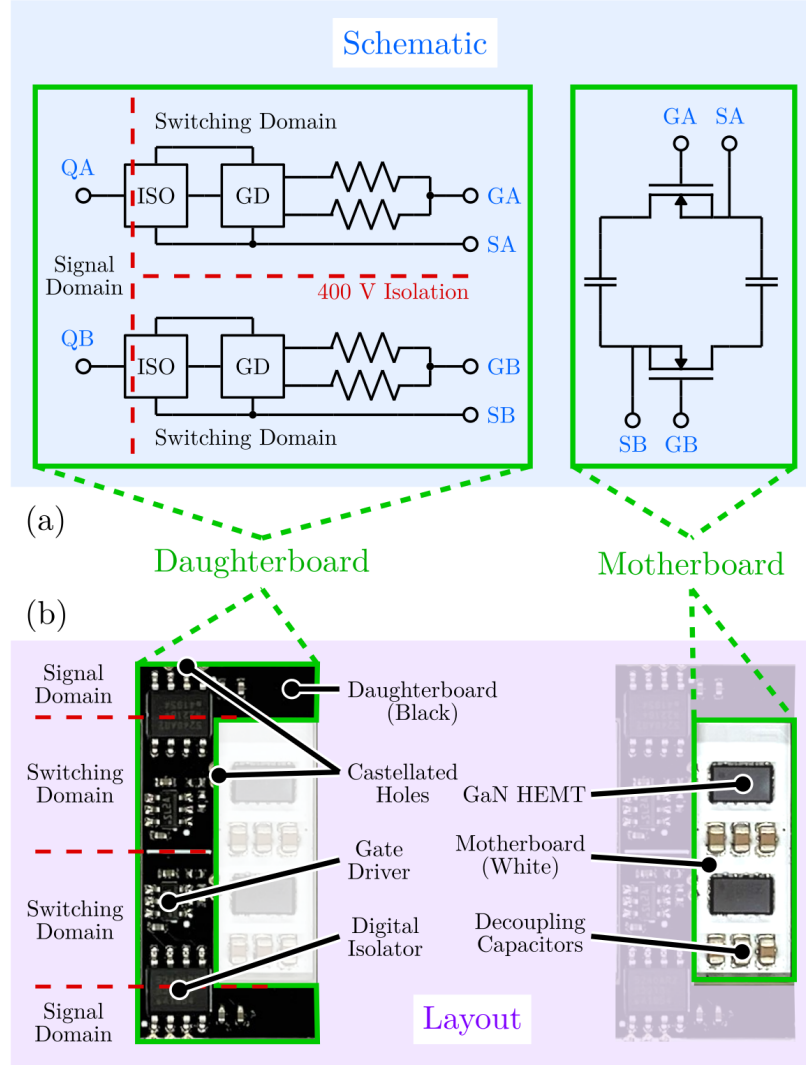 Schematic
Switching Domain
QA
ISO
GD
GA
SA
Signal
Domain
400 V Isolation
QB
ISO
GD
GB
SB
Switching Domain
GA
SA
SB
GB
(a)
Daughterboard
Motherboard
(b)
Signal
Domain
Switching
Domain
Switching
Domain
Signal
Domain
Daughterboard
(Black)
Castellated
Holes
Gate
Driver
Digital
Isolator
GaN HEMT
Motherboard
(White)
Decoupling
Capacitors
Layout